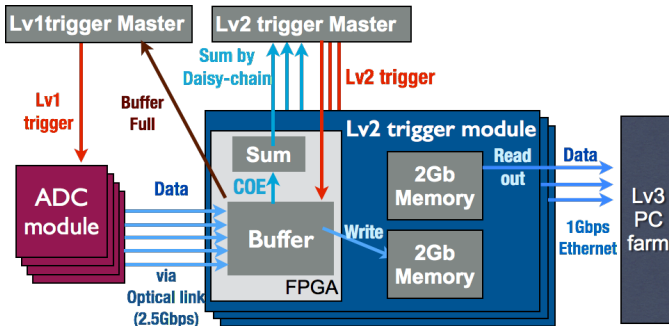 Lv1trigger Master
Lv2 trigger Master
Sum by
Daisy-chain
Lv2 trigger
Lv1
trigger
Buffer
Full
Lv2 trigger module
Sum
COE
2Gb
Memory
Read
out
Data
ADC
module
Data
Buffer
Write
2Gb
Memory
FPGA
via
Optical link
(2.5Gbps)
1Gbps
Ethernet
Lv3
PC
farm